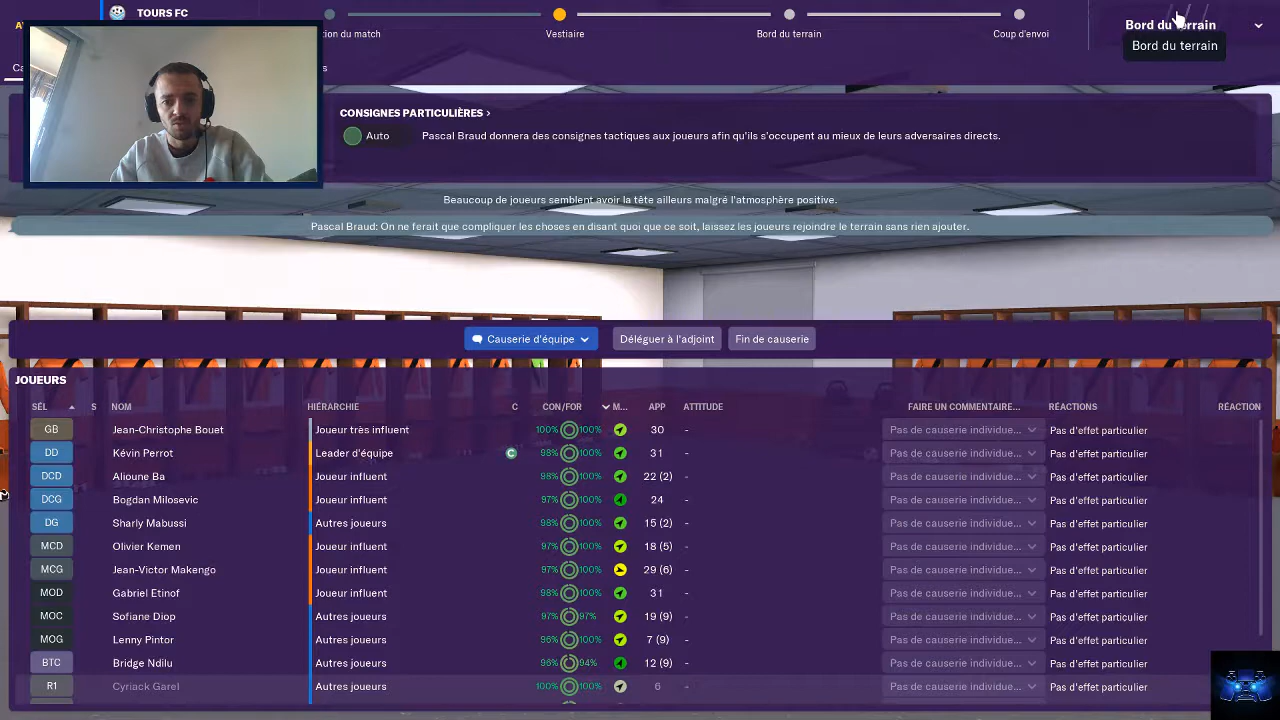 TOURS FC
tion du match
Vestiaire
Bord du terrain
Coup d'envoi
Bord du terrain
Bord du terrain
CONSIGNES PARTICULIÈRES >
Auto Pascal Braud donnera des consignes tactiques aux joueurs afin qu'ils s'occupent au mieux de leurs adversaires directs.
Beaucoup de joueurs semblent avoir la tête ailleurs malgré l'atmosphère positive.
Pascal Braud: On ne ferait que compliquer les choses en disant quoi que ce soit, laissez les joueurs rejoindre le terrain sans rien ajouter.
Causerie d'équipe Déléguer à l'adjoint Fin de causerie
JOUEURS
SÉL S NOM HIÉRARCHIE C CON/FOR M... APP ATTITUDE FAIRE UN COMMENTAIRE... RÉACTIONS RÉACTION
GB Jean-Christophe Bouet Joueur très influent 100% 100% 30 - Pas de causerie individue... Pas d'effet particulier
DD Kévin Perrot Leader d'équipe C 98% 100% 31 - Pas de causerie individue... Pas d'effet particulier
DCD Alioune Ba Joueur influent 98% 100% 22 (2) - Pas de causerie individue... Pas d'effet particulier
DCG Bogdan Milosevic Joueur influent 97% 100% 24 - Pas de causerie individue... Pas d'effet particulier
DG Sharly Mabussi Autres joueurs 98% 100% 15 (2) - Pas de causerie individue... Pas d'effet particulier
MCD Olivier Kemen Joueur influent 97% 100% 18 (5) - Pas de causerie individue... Pas d'effet particulier
MCG Jean-Victor Makengo Joueur influent 97% 100% 29 (6) - Pas de causerie individue... Pas d'effet particulier
MOD Gabriel Etinof Joueur influent 98% 100% 31 - Pas de causerie individue... Pas d'effet particulier
MOC Sofiane Diop Autres joueurs 97% 97% 19 (9) - Pas de causerie individue... Pas d'effet particulier
MOG Lenny Pintor Autres joueurs 96% 100% 7 (9) - Pas de causerie individue... Pas d'effet particulier
BTC Bridge Ndilu Autres joueurs 96% 94% 12 (9) - Pas de causerie individue... Pas d'effet particulier
R1 Cyriack Garel Autres joueurs 100% 100% 6 - Pas de causerie individue... Pas d'effet particulier